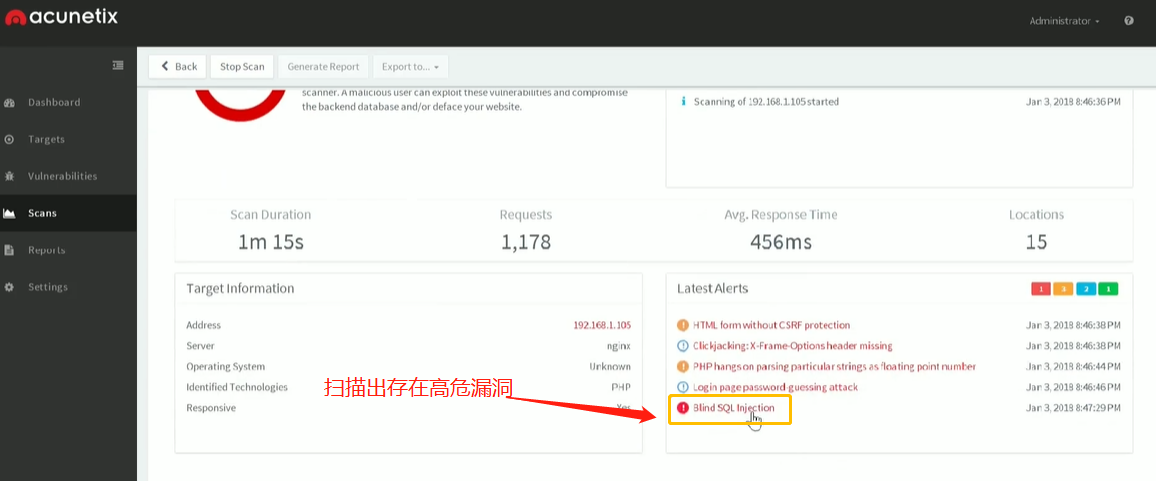 acunetix
Administrator
Back
Stop Scan
Generate Report
Export to...
Dashboard
Targets
Vulnerabilities
Scans
Reports
Settings
scanner. A malicious user can exploit these vulnerabilities and compromise
the backend database and/or deface your website.
Scanning of 192.168.1.105 started Jan 3, 2018 8:46:36 PM
Scan Duration
1m 15s
Requests
1,178
Avg. Response Time
456ms
Locations
15
Target Information
Address 192.168.1.105
Server nginx
Operating System Unknown
Identified Technologies PHP
Responsive Yes
扫描出存在高危漏洞
Latest Alerts 1 3 2 1
HTML form without CSRF protection Jan 3, 2018 8:46:38 PM
Clickjacking: X-Frame-Options header missing Jan 3, 2018 8:46:38 PM
PHP hangs on parsing particular strings as floating point number Jan 3, 2018 8:46:44 PM
Login page password-guessing attack Jan 3, 2018 8:46:46 PM
Blind SQL Injection Jan 3, 2018 8:47:29 PM